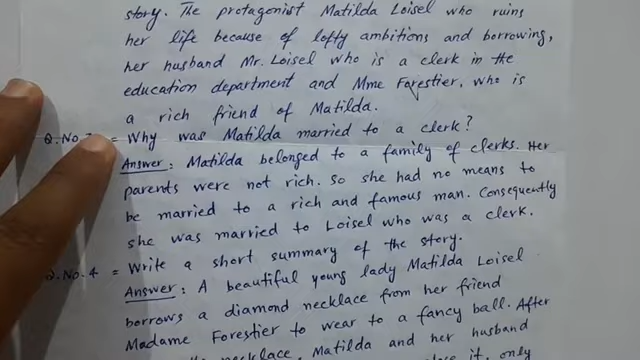 story. The protagonist Matilda Loisel who ruins
her life because of lofty ambitions and borrowing,
her husband Mr. Loisel who is a clerk in the
education department and Mme Forestier, who is
a rich friend of Matilda.
Q.No. = Why was Matilda married to a clerk?
Answer: Matilda belonged to a family of clerks. Her
parents were not rich. So she had no means to
be married to a rich and famous man. Consequently
she was married to Loisel who was a clerk.
Q.No.4 = Write a short summary of the story.
Answer: A beautiful young lady Matilda Loisel
borrows a diamond necklace from her friend
Madame Forestier to wear to a fancy ball. After
necklace, Matilda and her husband
it only